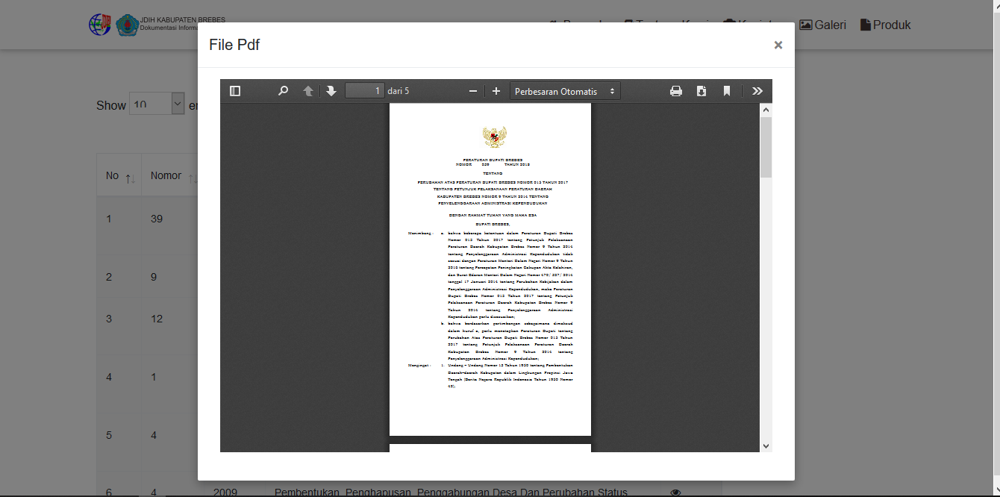 JDIH KABUPATEN BREBES
Dokumentasi Informa
Galeri
Produk
File Pdf
×
1 dari 5
Perbesaran Otomatis
Show 10
No Nomor
1 39
2 9
3 12
4 1
5 4
6 4 2009 Pembentukan, Penghapusan, Penggabungan Desa Dan Perubahan Status
PERATURAN BUPATI BREBES
NOMOR 039 TAHUN 2018
TENTANG
PERUBAHAN ATAS PERATURAN BUPATI BREBES NOMOR 013 TAHUN 2017
TENTANG PETUNJUK PELAKSANAAN PERATURAN DAERAH
KABUPATEN BREBES NOMOR 9 TAHUN 2014 TENTANG
PENYELENGGARAAN ADMINISTRASI KEPENDUDUKAN
DENGAN RAHMAT TUHAN YANG MAHA ESA
BUPATI BREBES,
Menimbang : a. bahwa beberapa ketentuan dalam Peraturan Bupati Brebes
Nomor 013 Tahun 2017 tentang Petunjuk Pelaksanaan
Peraturan Daerah Kabupaten Brebes Nomor 9 Tahun 2014
tentang Penyelenggaraan Administrasi Kependudukan tidak
sesuai dengan Peraturan Menteri Dalam Negeri Nomor 9 Tahun
2016 tentang Percepatan Peningkatan Cakupan Akta Kelahiran,
dan Surat Edaran Menteri Dalam Negeri Nomor
tanggal 17 Januari 2014 tentang Perubahan Kebijakan dalam
Penyelenggaraan Administrasi Kependudukan, maka Peraturan
Bupati Brebes Nomor 013 Tahun 2017 tentang Petunjuk
Pelaksanaan Peraturan Daerah Kabupaten Brebes Nomor 9
Tahun 2014 tentang Penyelenggaraan Administrasi
Kependudukan perlu disesuaikan;
b. bahwa berdasarkan pertimbangan sebagaimana dimaksud
dalam huruf a, perlu menetapkan Peraturan Bupati tentang
Perubahan Atas Peraturan Bupati Brebes Nomor 013 Tahun
2017 tentang Petunjuk Pelaksanaan Peraturan Daerah
Kabupaten Brebes Nomor 9 Tahun 2014 tentang
Penyelenggaraan Administrasi Kependudukan;
Mengingat : 1. Undang – Undang Nomor 13 Tahun 1950 tentang Pembentukan
Daerah-daerah Kabupaten dalam Lingkungan Propinsi Jawa
Tengah (Berita Negara Republik Indonesia Tahun 1950 Nomor
42);